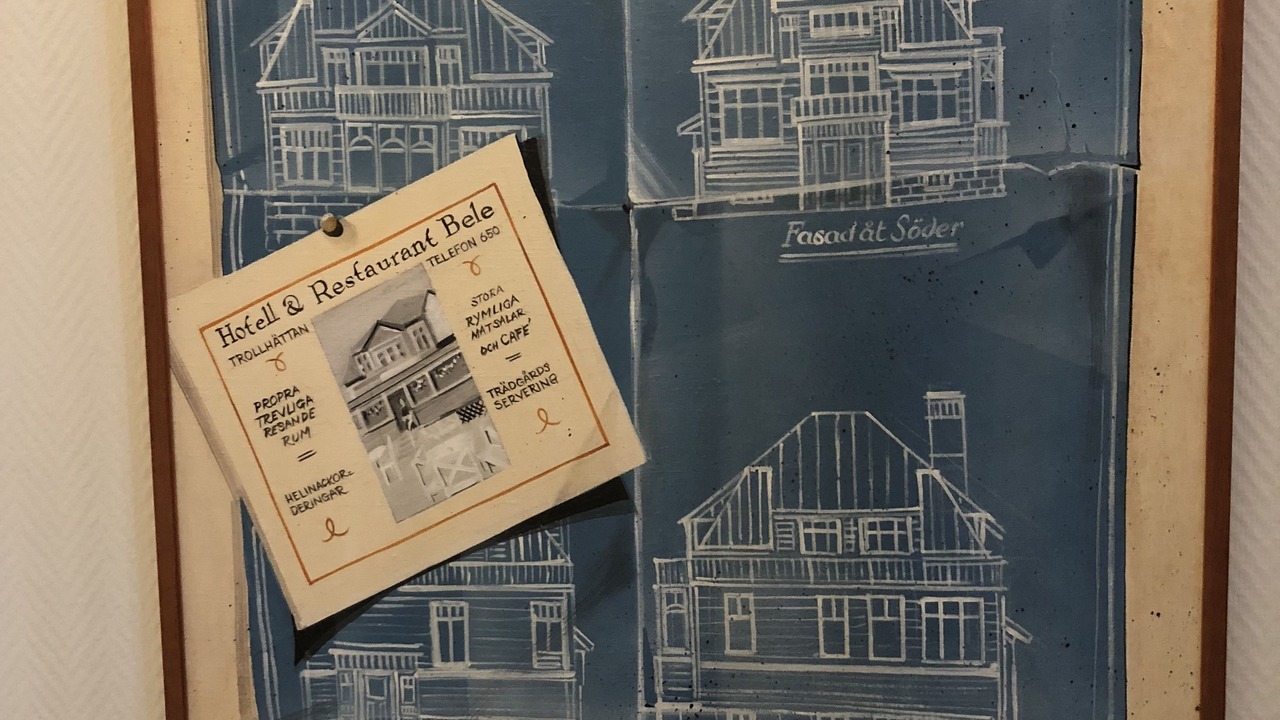 Hotell & Restaurant Bele
TROLLHÄTTAN
TELEFON 650
PROPRA
TREVLIGA
RESANDE
RUM
HELINACKOR=
DERINGAR
STORA
RYMLIGA
MATSALAR
OCH CAFE'
TRÄDGÅRDS
SERVERING
Fasad åt Söder